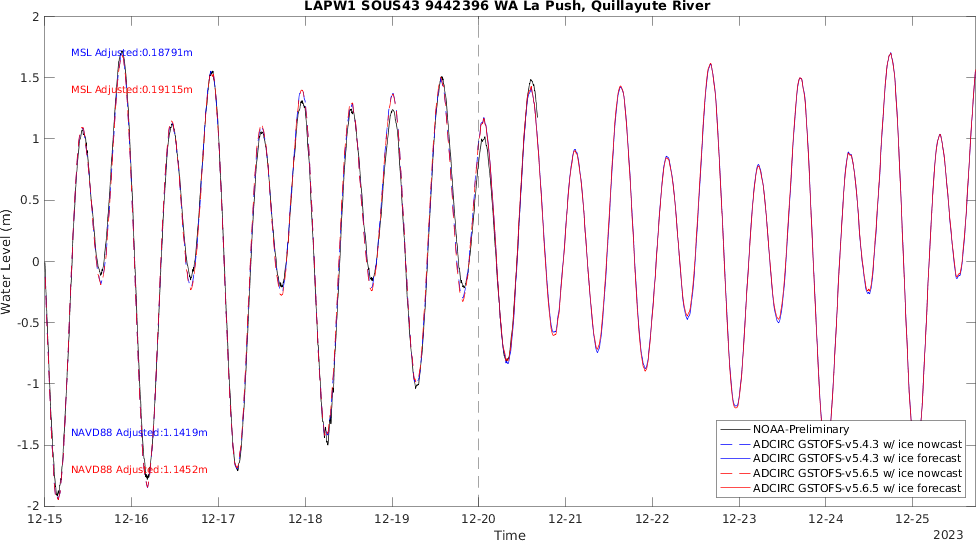 LAPW1 SOUS43 9442396 WA La Push, Quillayute River
2
1.5
1
0.5
0
-0.5
-1
-1.5
-2
Water Level (m)
MSL Adjusted:0.18791m
MSL Adjusted:0.19115m
NAVD88 Adjusted:1.1419m
NAVD88 Adjusted:1.1452m
NOAA-Preliminary
ADCIRC GSTOFS-v5.4.3 w/ ice nowcast
ADCIRC GSTOFS-v5.4.3 w/ ice forecast
ADCIRC GSTOFS-v5.6.5 w/ ice nowcast
ADCIRC GSTOFS-v5.6.5 w/ ice forecast
12-15 12-16 12-17 12-18 12-19 12-20 12-21 12-22 12-23 12-24 12-25
Time
2023